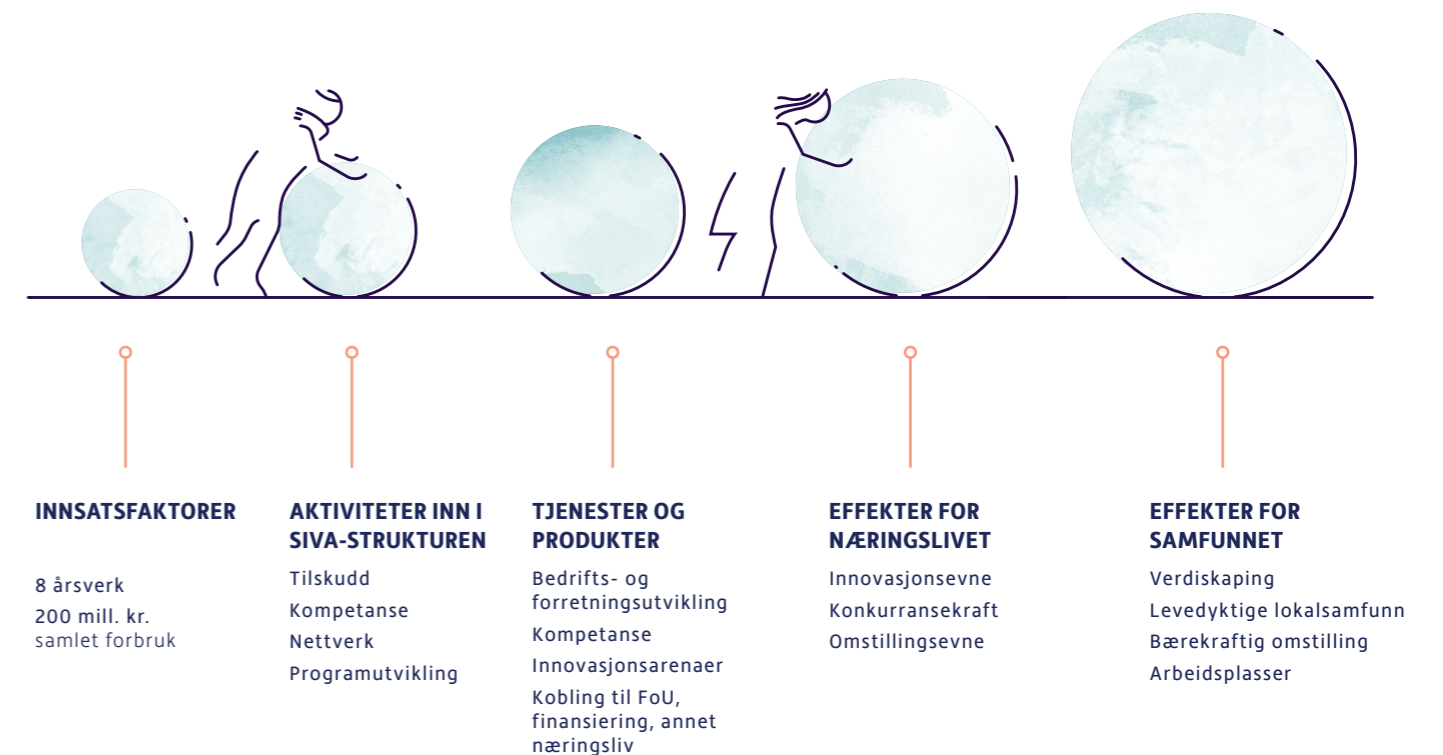 INNSATSFAKTORER
8 årsverk
200 mill. kr.
samlet forbruk
AKTIVITETER INN I
SIVA-STRUKTUREN
Tilskudd
Kompetanse
Nettverk
Programutvikling
TJENESTER OG
PRODUKTER
Bedrifts- og
forretningsutvikling
Kompetanse
Innovasjonsarenaer
Kobling til FoU,
finansiering, annet
næringsliv
EFFEKTER FOR
NÆRINGSLIVET
Innovasjonsevne
Konkurransekraft
Omstillingsevne
EFFEKTER FOR
SAMFUNNET
Verdiskaping
Levedyktige lokalsamfunn
Bærekraftig omstilling
Arbeidsplasser